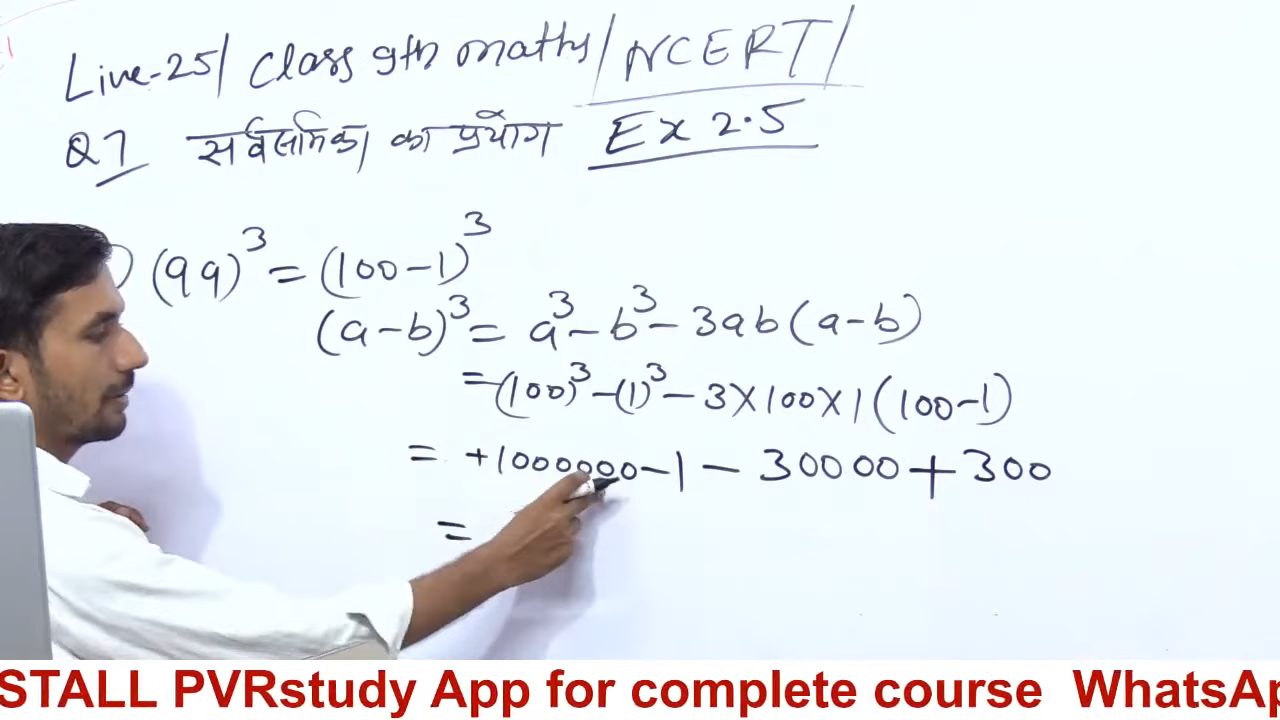 Live-25/ Class 9th maths/NCERT/
Q7 सर्वसमिका का प्रयोग Ex 2.5
(99)³ = (100-1)³
(a-b)³ = a³-b³-3ab(a-b)
=(100)³-(1)³-3×100×1(100-1)
= +1000000-1-30000+300
=
STALL PVRstudy App for complete course WhatsAp